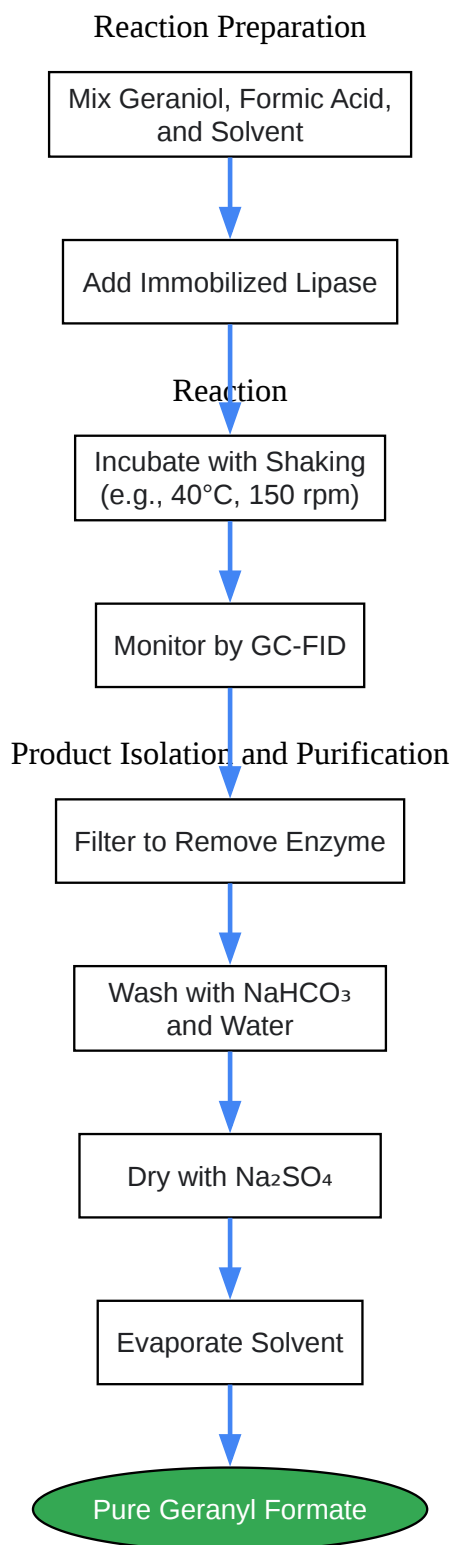 Reaction Preparation
Mix Geraniol, Formic Acid,
and Solvent
Add Immobilized Lipase
Reaction
Incubate with Shaking
(e.g., 40°C, 150 rpm)
Monitor by GC-FID
Product Isolation and Purification
Filter to Remove Enzyme
Wash with NaHCO₃
and Water
Dry with Na₂SO₄
Evaporate Solvent
Pure Geranyl Formate